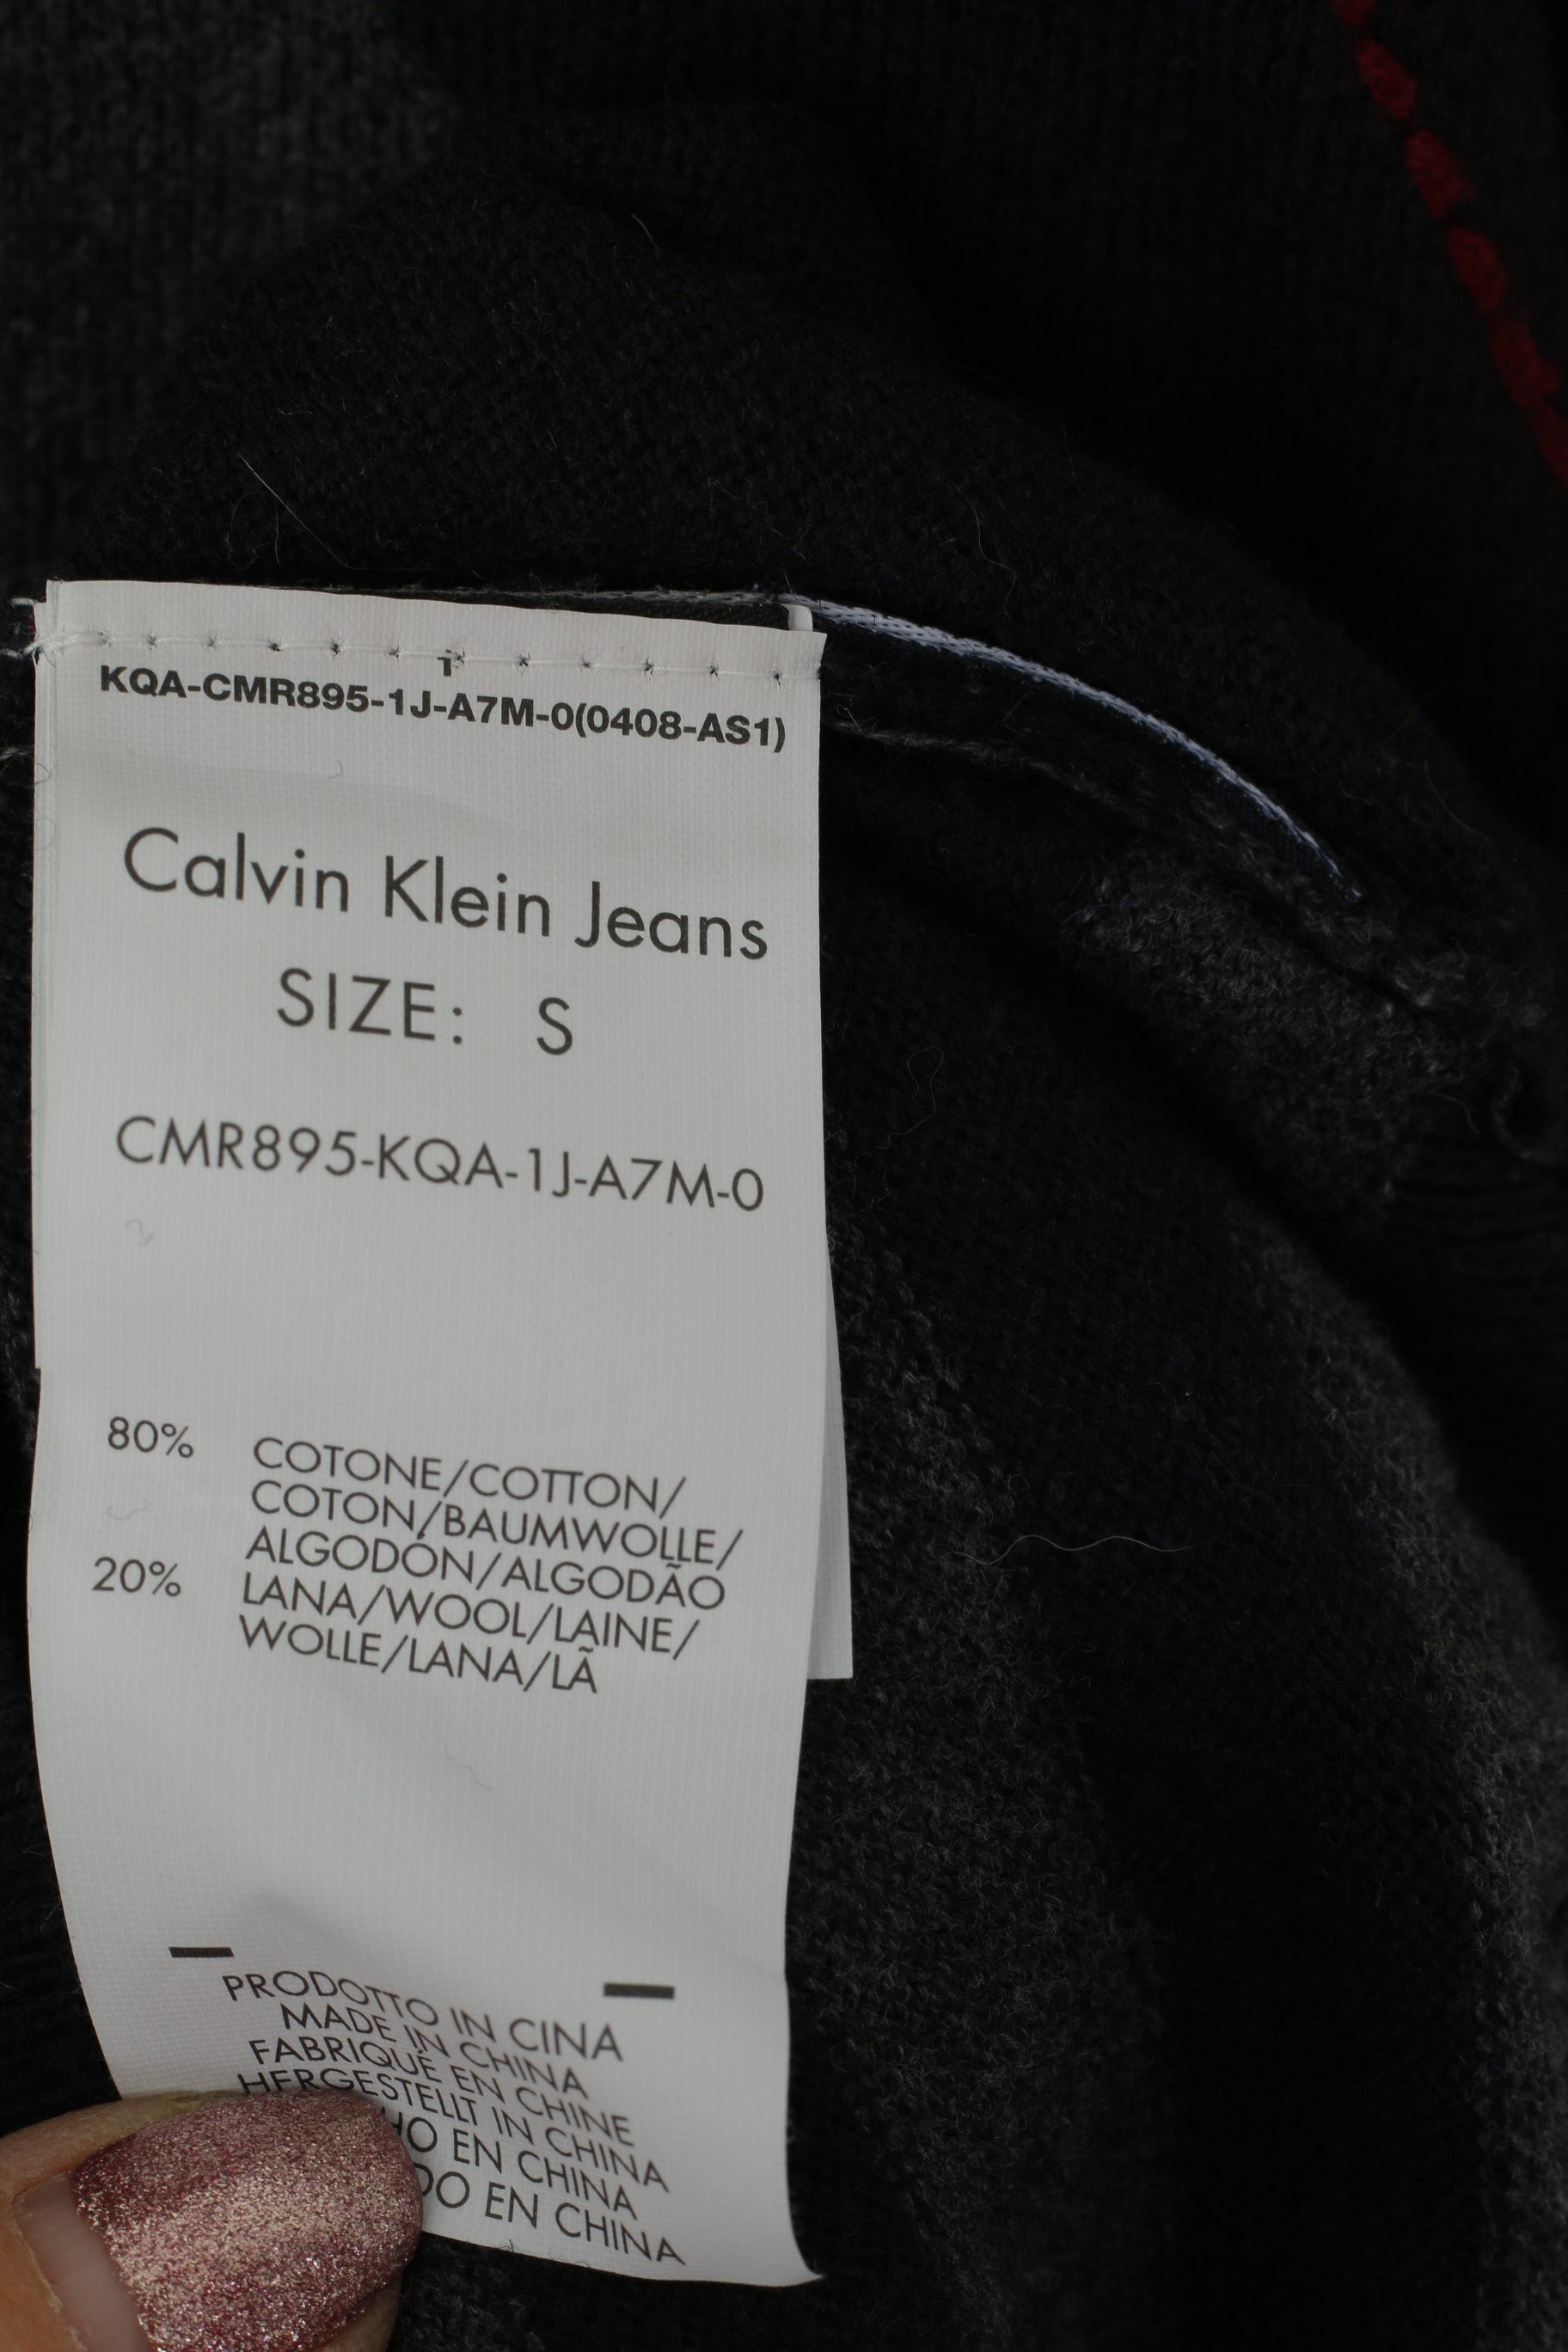 KQA-CMR895-1J-A7M-0(0408-AS1)
Calvin Klein Jeans
SIZE: S
CMR895-KQA-1J-A7M-0
80% COTONE/COTTON/
COTON/BAUMWOLLE/
ALGODÓN/ALGODÃO
20% LANA/WOOL/LAINE/
WOLLE/LANA/LÃ
PRODOTTO IN CINA
MADE IN CHINA
FABRIQUÉ EN CHINE
HERGESTELLT IN CHINA
EN CHINA
EN CHINA